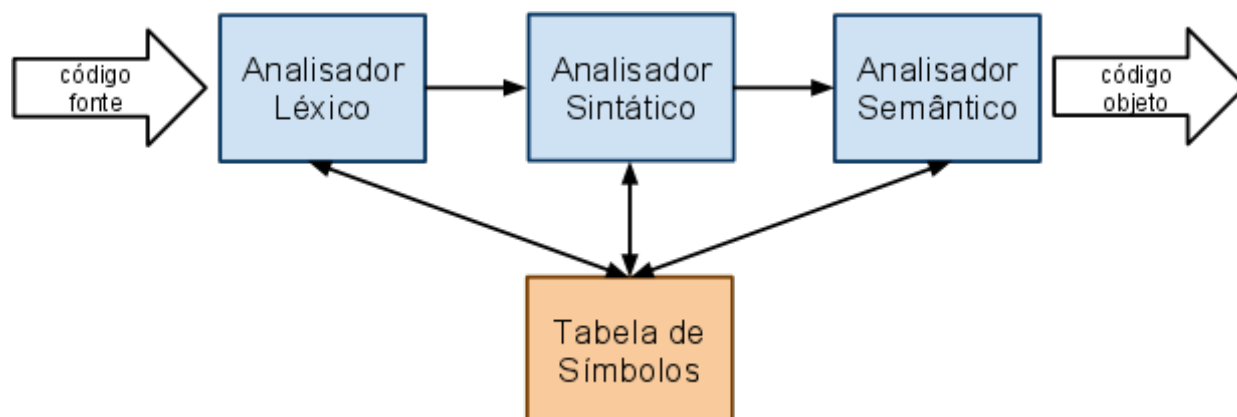 código
fonte
Analisador
Léxico
Analisador
Sintático
Analisador
Semântico
código
objeto
Tabela de
Símbolos